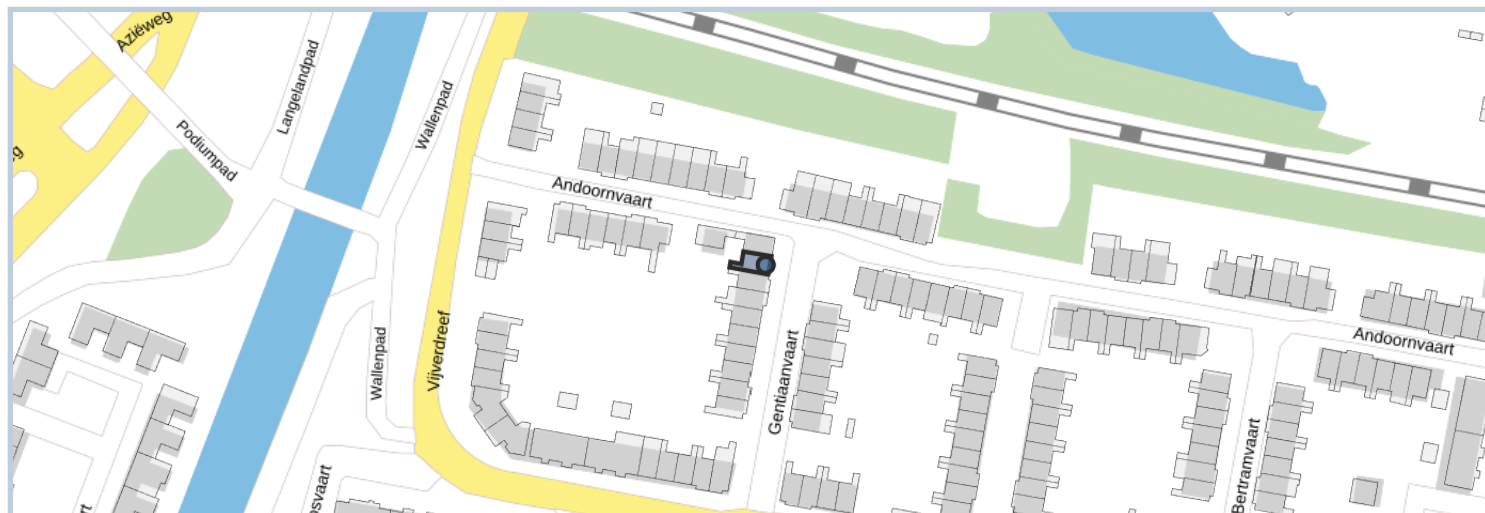 Aziëweg
Langelandpad
Wallenpad
Podiumpad
Andoornvaart
Andoornvaart
Wallenpad
Vijverdreef
Gentiaanvaart
Bertramvaart